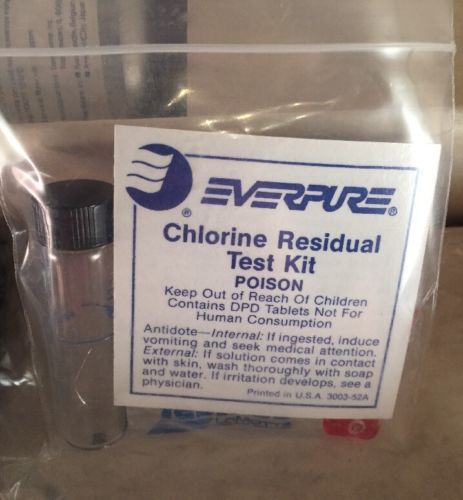 EVERPURE®
Chlorine Residual
Test Kit
POISON
Keep Out of Reach Of Children
Contains DPD Tablets Not For
Human Consumption
Antidote—Internal: If ingested, induce
vomiting and seek medical attention.
External: If solution comes in contact
with skin, wash thoroughly with soap
and water. If irritation develops, see a
physician.
Printed in U.S.A. 3003-52A